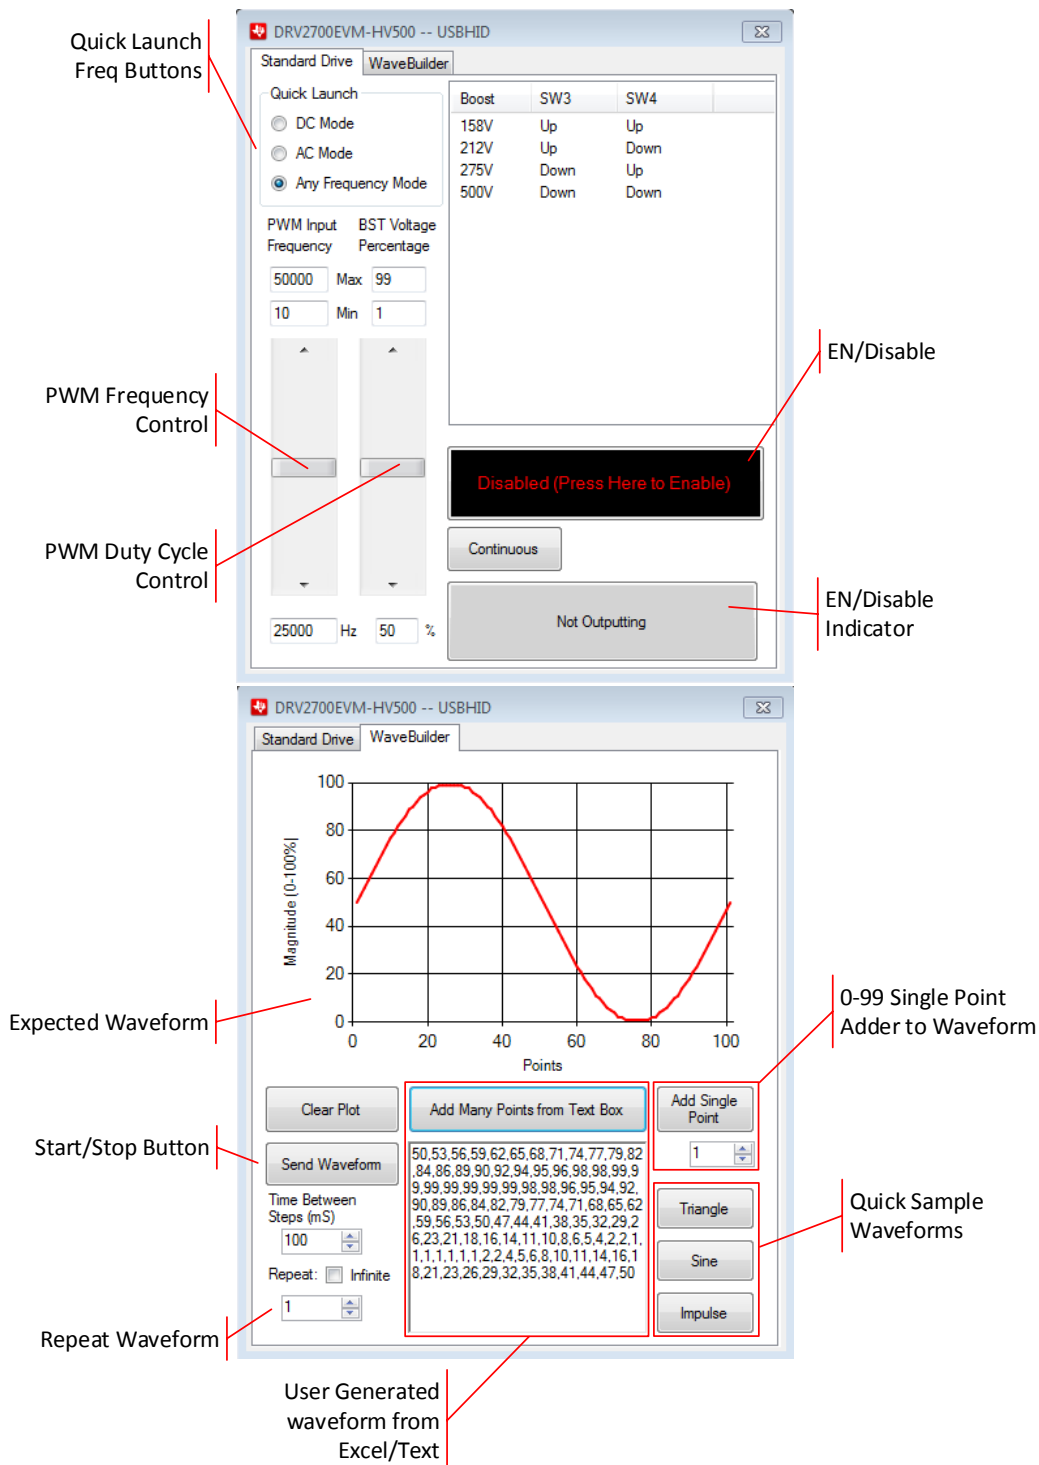 Quick Launch
Freq Buttons
DRV2700EVM-HV500 -- USBHID
Standard Drive WaveBuilder
Quick Launch
DC Mode
AC Mode
Any Frequency Mode
Boost SW3 SW4
158V Up Up
212V Up Down
275V Down Up
500V Down Down
PWM Input BST Voltage
Frequency Percentage
50000 Max 99
10 Min 1
EN/Disable
PWM Frequency
Control
Disabled (Press Here to Enable)
PWM Duty Cycle
Control
Continuous
EN/Disable
Indicator
Not Outputting
25000 Hz 50 %
DRV2700EVM-HV500 -- USBHID
Standard Drive WaveBuilder
100
80
60
40
20
0
Magnitude (0-100%|
0 20 40 60 80 100
Points
Expected Waveform
0-99 Single Point
Adder to Waveform
Clear Plot
Add Many Points from Text Box
Add Single
Point
1
Start/Stop Button
Send Waveform
50,53,56,59,62,65,68,71,74,77,79,82
,84,86,89,90,92,94,95,96,98,98,99,9
9,99,99,99,99,99,98,98,96,95,94,92,
90,89,86,84,82,79,77,74,71,68,65,62
,59,56,53,50,47,44,41,38,35,32,29,2
6,23,21,18,16,14,11,10,8,6,5,4,2,2,1,
1,1,1,1,1,1,2,2,4,5,6,8,10,11,14,16,1
8,21,23,26,29,32,35,38,41,44,47,50
Time Between
Steps (mS)
100
Repeat: Infinite
1
Repeat Waveform
Triangle
Sine
Impulse
Quick Sample
Waveforms
User Generated
waveform from
Excel/Text